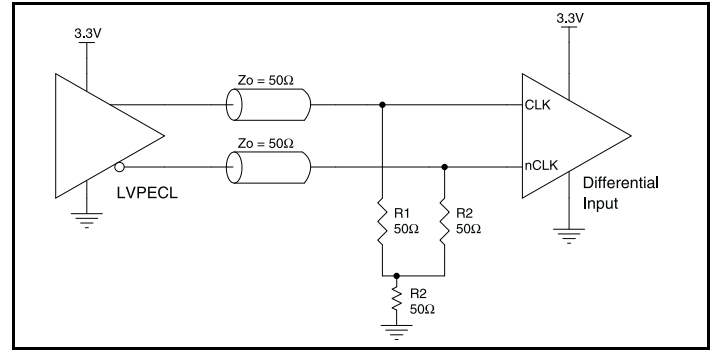 3.3V
3.3V
Zo = 50Ω
CLK
Zo = 50Ω
nCLK
LVPECL
Differential
Input
R1
50Ω
R2
50Ω
R2
50Ω